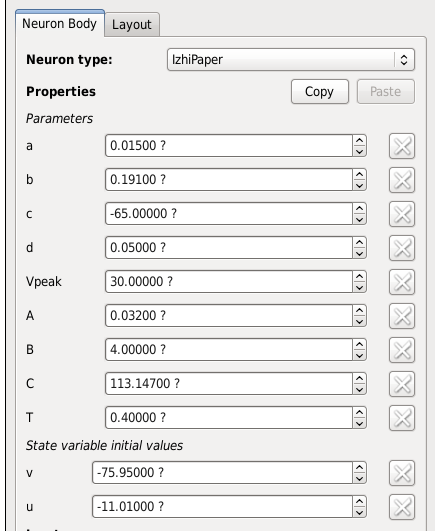 Neuron Body Layout
Neuron type: IzhiPaper
Properties Copy Paste
Parameters
a 0.01500 ?
b 0.19100 ?
c -65.00000 ?
d 0.05000 ?
Vpeak 30.00000 ?
A 0.03200 ?
B 4.00000 ?
C 113.14700 ?
T 0.40000 ?
State variable initial values
v -75.95000 ?
u -11.01000 ?